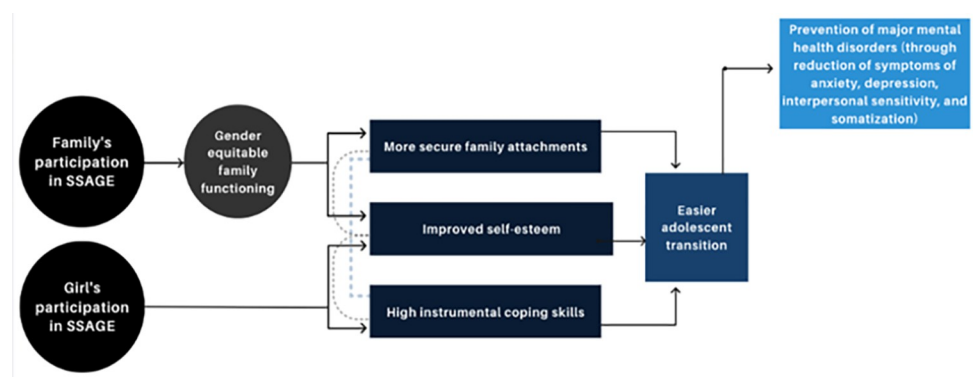 Prevention of major mental
health disorders (through
reduction of symptoms of
anxiety, depression,
interpersonal sensitivity, and
somatization)
Family's
participation
in SSAGE
Gender
equitable
family
functioning
More secure family attachments
Improved self-esteem
Easier
adolescent
transition
Girl's
participation
in SSAGE
High instrumental coping skills